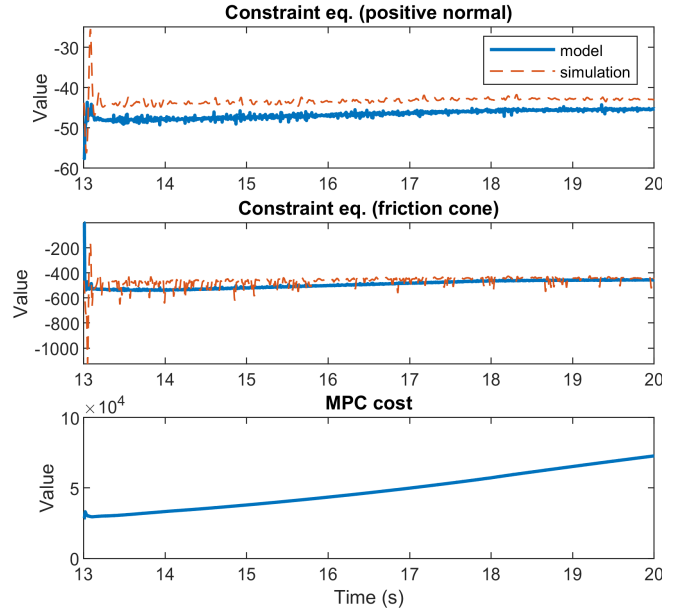 Constraint eq. (positive normal)
-30
-40
-50
-60
Value
model
simulation
13 14 15 16 17 18 19 20
Constraint eq. (friction cone)
-200
-400
-600
-800
-1000
Value
13 14 15 16 17 18 19 20
MPC cost
×10⁴
10
5
0
Value
13 14 15 16 17 18 19 20
Time (s)